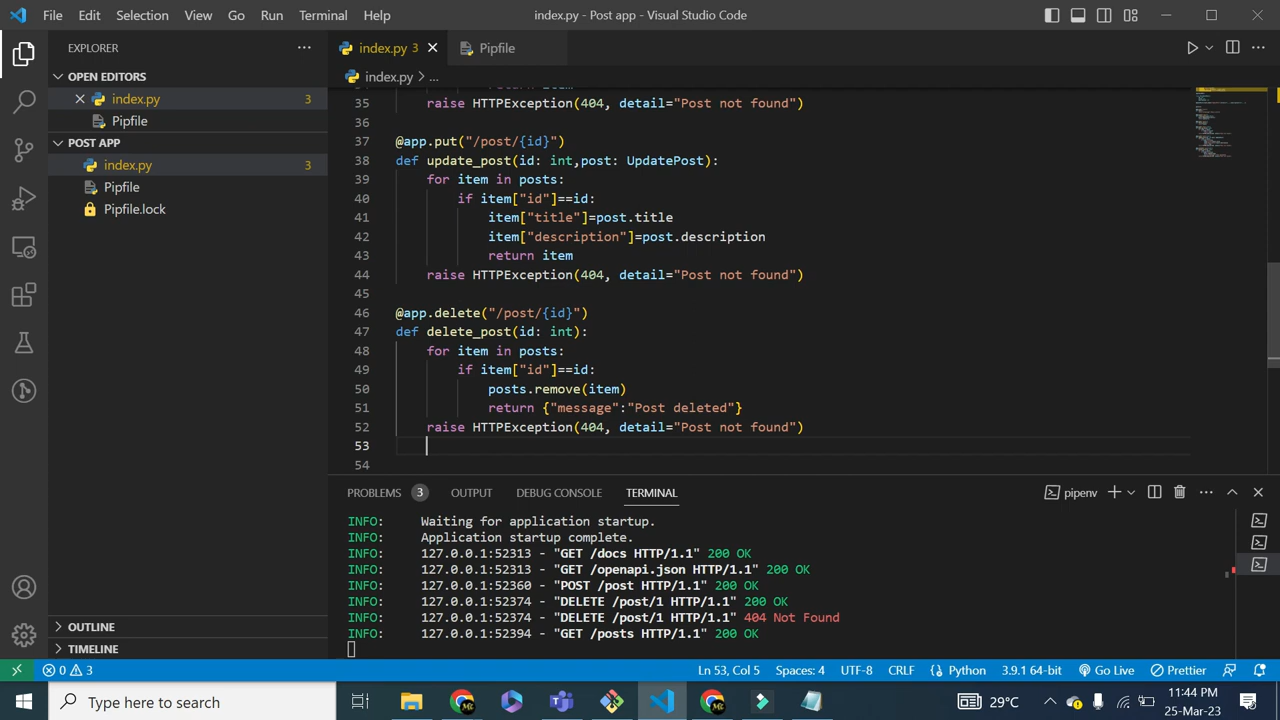 File Edit Selection View Go Run Terminal Help index.py - Post app - Visual Studio Code
EXPLORER
OPEN EDITORS
index.py 3
Pipfile
POST APP
index.py 3
Pipfile
Pipfile.lock
OUTLINE
TIMELINE
index.py 3 Pipfile
index.py > ...
35 raise HTTPException(404, detail="Post not found")
36
37 @app.put("/post/{id}")
38 def update_post(id: int,post: UpdatePost):
39 for item in posts:
40 if item["id"]==id:
41 item["title"]=post.title
42 item["description"]=post.description
43 return item
44 raise HTTPException(404, detail="Post not found")
45
46 @app.delete("/post/{id}")
47 def delete_post(id: int):
48 for item in posts:
49 if item["id"]==id:
50 posts.remove(item)
51 return {"message":"Post deleted"}
52 raise HTTPException(404, detail="Post not found")
53
54
PROBLEMS 3 OUTPUT DEBUG CONSOLE TERMINAL pipenv
INFO: Waiting for application startup.
INFO: Application startup complete.
INFO: 127.0.0.1:52313 - "GET /docs HTTP/1.1" 200 OK
INFO: 127.0.0.1:52313 - "GET /openapi.json HTTP/1.1" 200 OK
INFO: 127.0.0.1:52360 - "POST /post HTTP/1.1" 200 OK
INFO: 127.0.0.1:52374 - "DELETE /post/1 HTTP/1.1" 200 OK
INFO: 127.0.0.1:52374 - "DELETE /post/1 HTTP/1.1" 404 Not Found
INFO: 127.0.0.1:52394 - "GET /posts HTTP/1.1" 200 OK
0 3 Ln 53, Col 5 Spaces: 4 UTF-8 CRLF Python 3.9.1 64-bit Go Live Prettier
Type here to search 29°C 11:44 PM
25-Mar-23